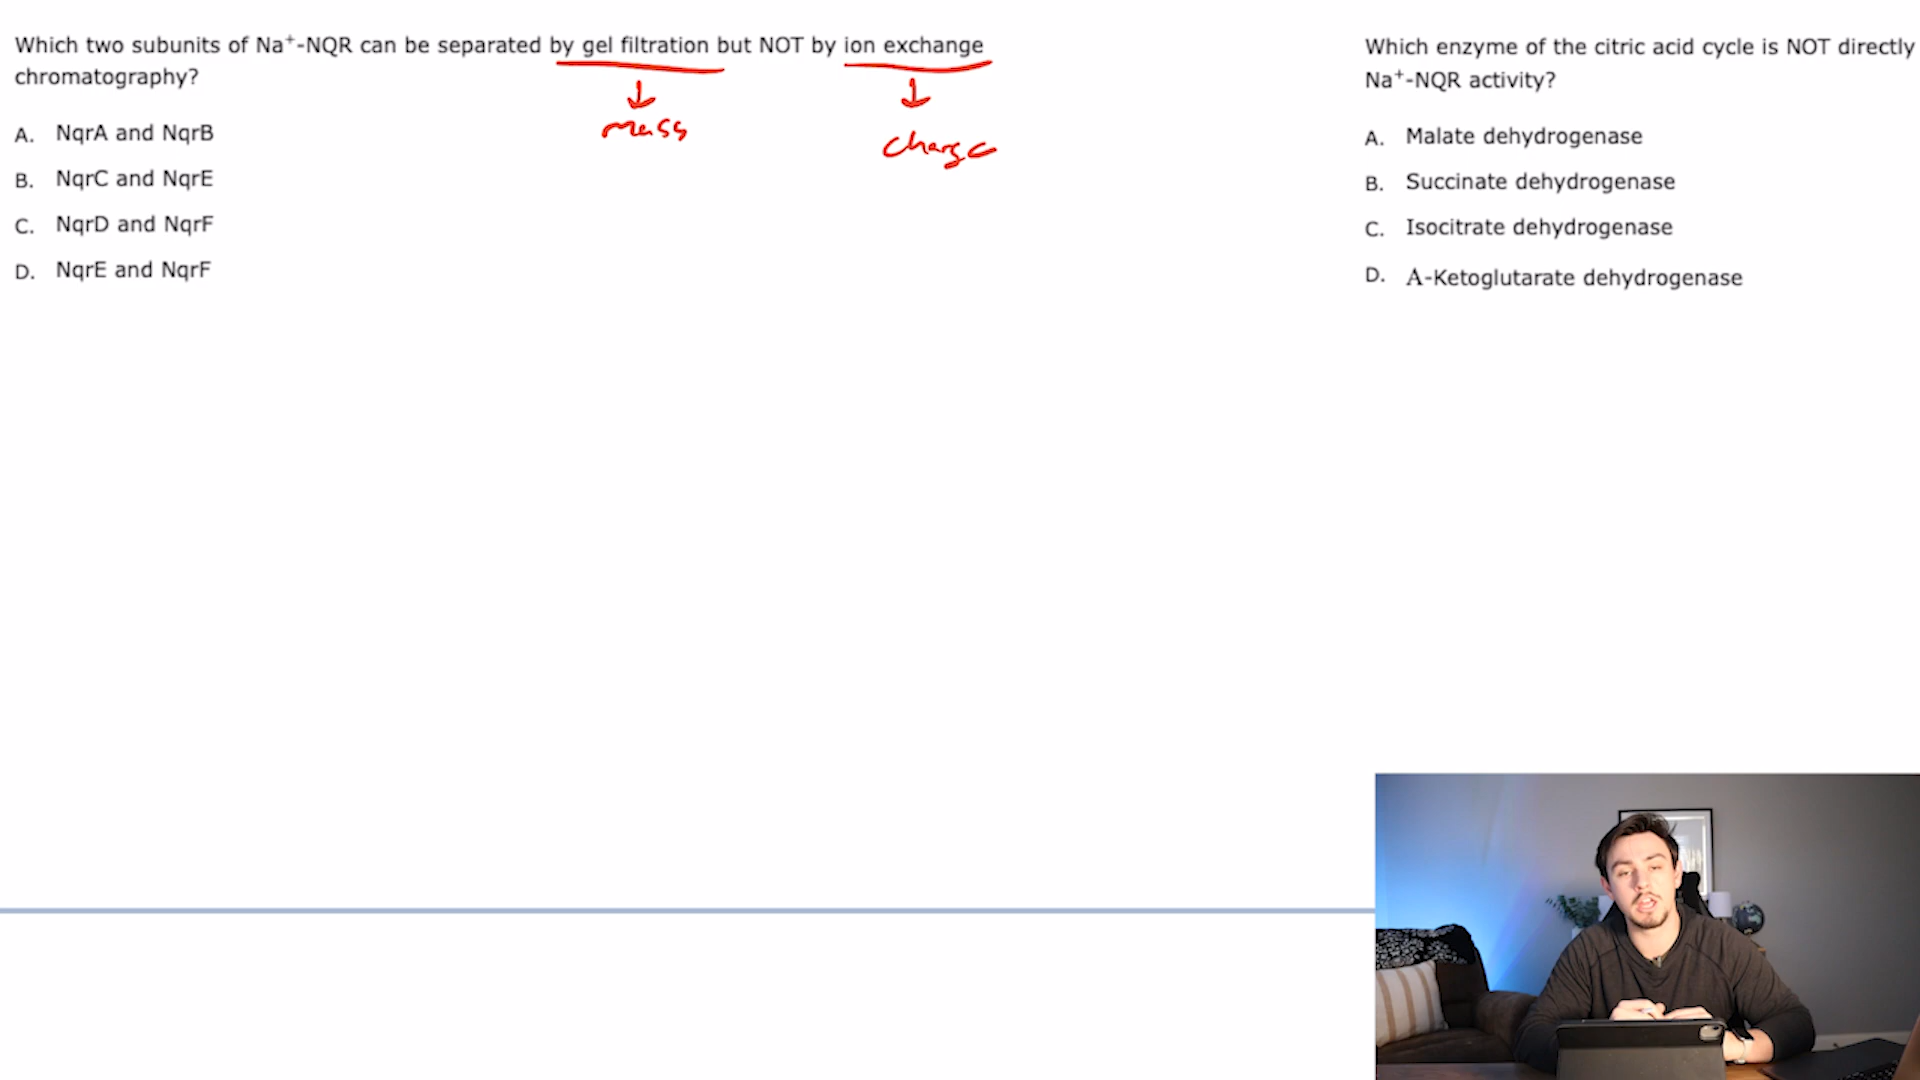 Which two subunits of Na⁺-NQR can be separated by gel filtration but NOT by ion exchange
chromatography?
mass
charge
A. NqrA and NqrB
B. NqrC and NqrE
C. NqrD and NqrF
D. NqrE and NqrF
Which enzyme of the citric acid cycle is NOT directly
Na⁺-NQR activity?
A. Malate dehydrogenase
B. Succinate dehydrogenase
C. Isocitrate dehydrogenase
D. A-Ketoglutarate dehydrogenase